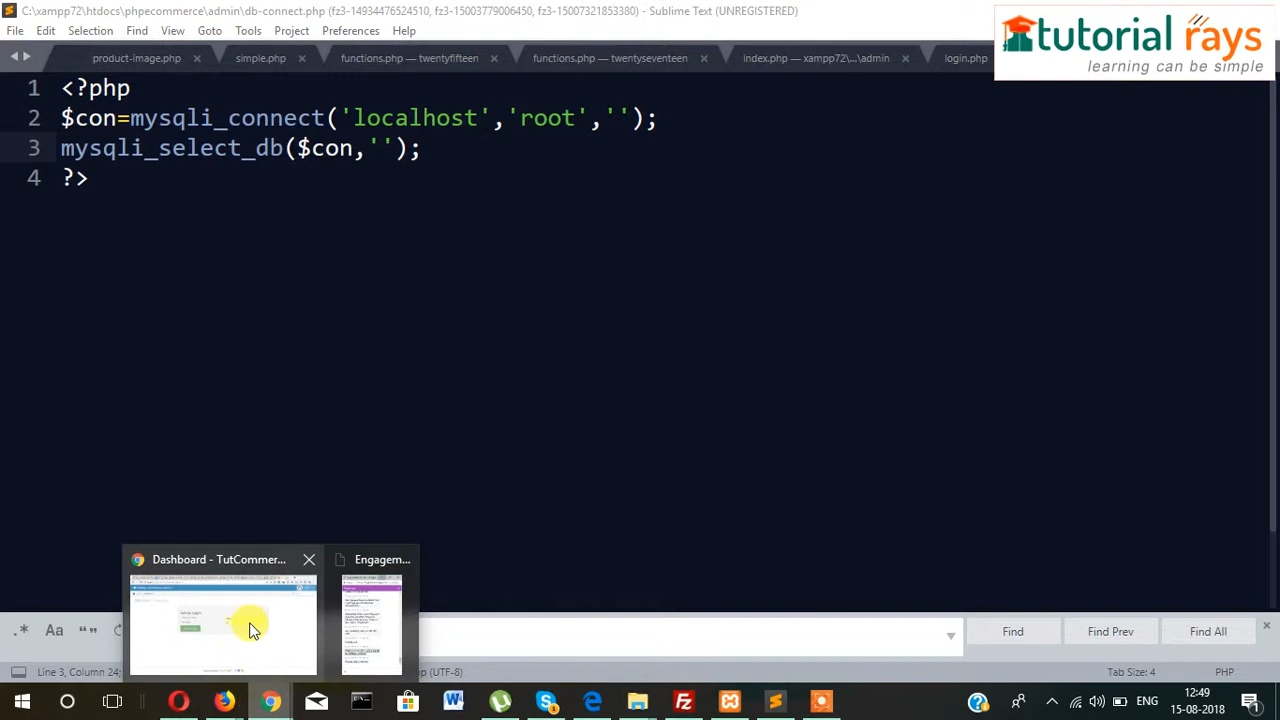 C:\xampp72\htdocs\phpecommerce\admin\db-connect.php (fz3-14934476524510, fz3-15037790006450, fz3-15007321853380) - Sublime Text (UNREGISTERED)
File Edit Selection Find View Goto Tools Project Preferences Help
tutorial rays
learning can be simple
product-image.php simple.php functions.php — twentyfifteen functions.php — twentyseventeen index.php — xampp72\...\admin login.php
1 <?php
2 $con=mysqli_connect('localhost','root','');
3 mysqli_select_db($con,'');
4 ?>
Dashboard - TutCommer... Engagem...
Aa Find Find Prev Find All
Line 3, Tab Size: 4 PHP
12:49
ENG
15-08-2018